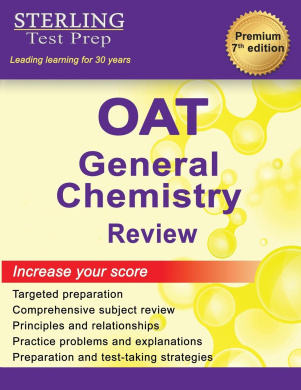 STERLING
Test Prep
Leading learning for 30 years
Premium
7th edition
OAT
General
Chemistry
Review
Increase your score
Targeted preparation
Comprehensive subject review
Principles and relationships
Practice problems and explanations
Preparation and test-taking strategies